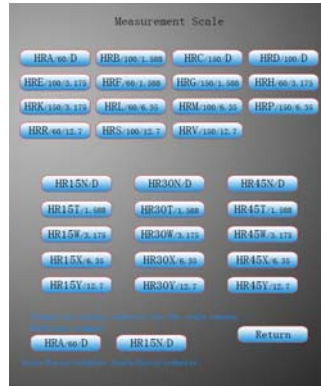 Measurement Scale
HRA/60/D HRB/100/1.588 HRC/150/D HRD/100/D
HRE/100/3.175 HRF/60/1.588 HRG/150/1.588 HRH/60/3.175
HRK/150/3.175 HRL/60/6.35 HRM/100/6.35 HRP/150/6.35
HRR/60/12.7 HRS/100/12.7 HRV/150/12.7
HR15N/D HR30N/D HR45N/D
HR15T/1.588 HR30T/1.588 HR45T/1.588
HR15W/3.175 HR30W/3.175 HR45W/3.175
HR15X/6.35 HR30X/6.35 HR45X/6.35
HR15Y/12.7 HR30Y/12.7 HR45Y/12.7
Return
HRA/60/D HR15N/D